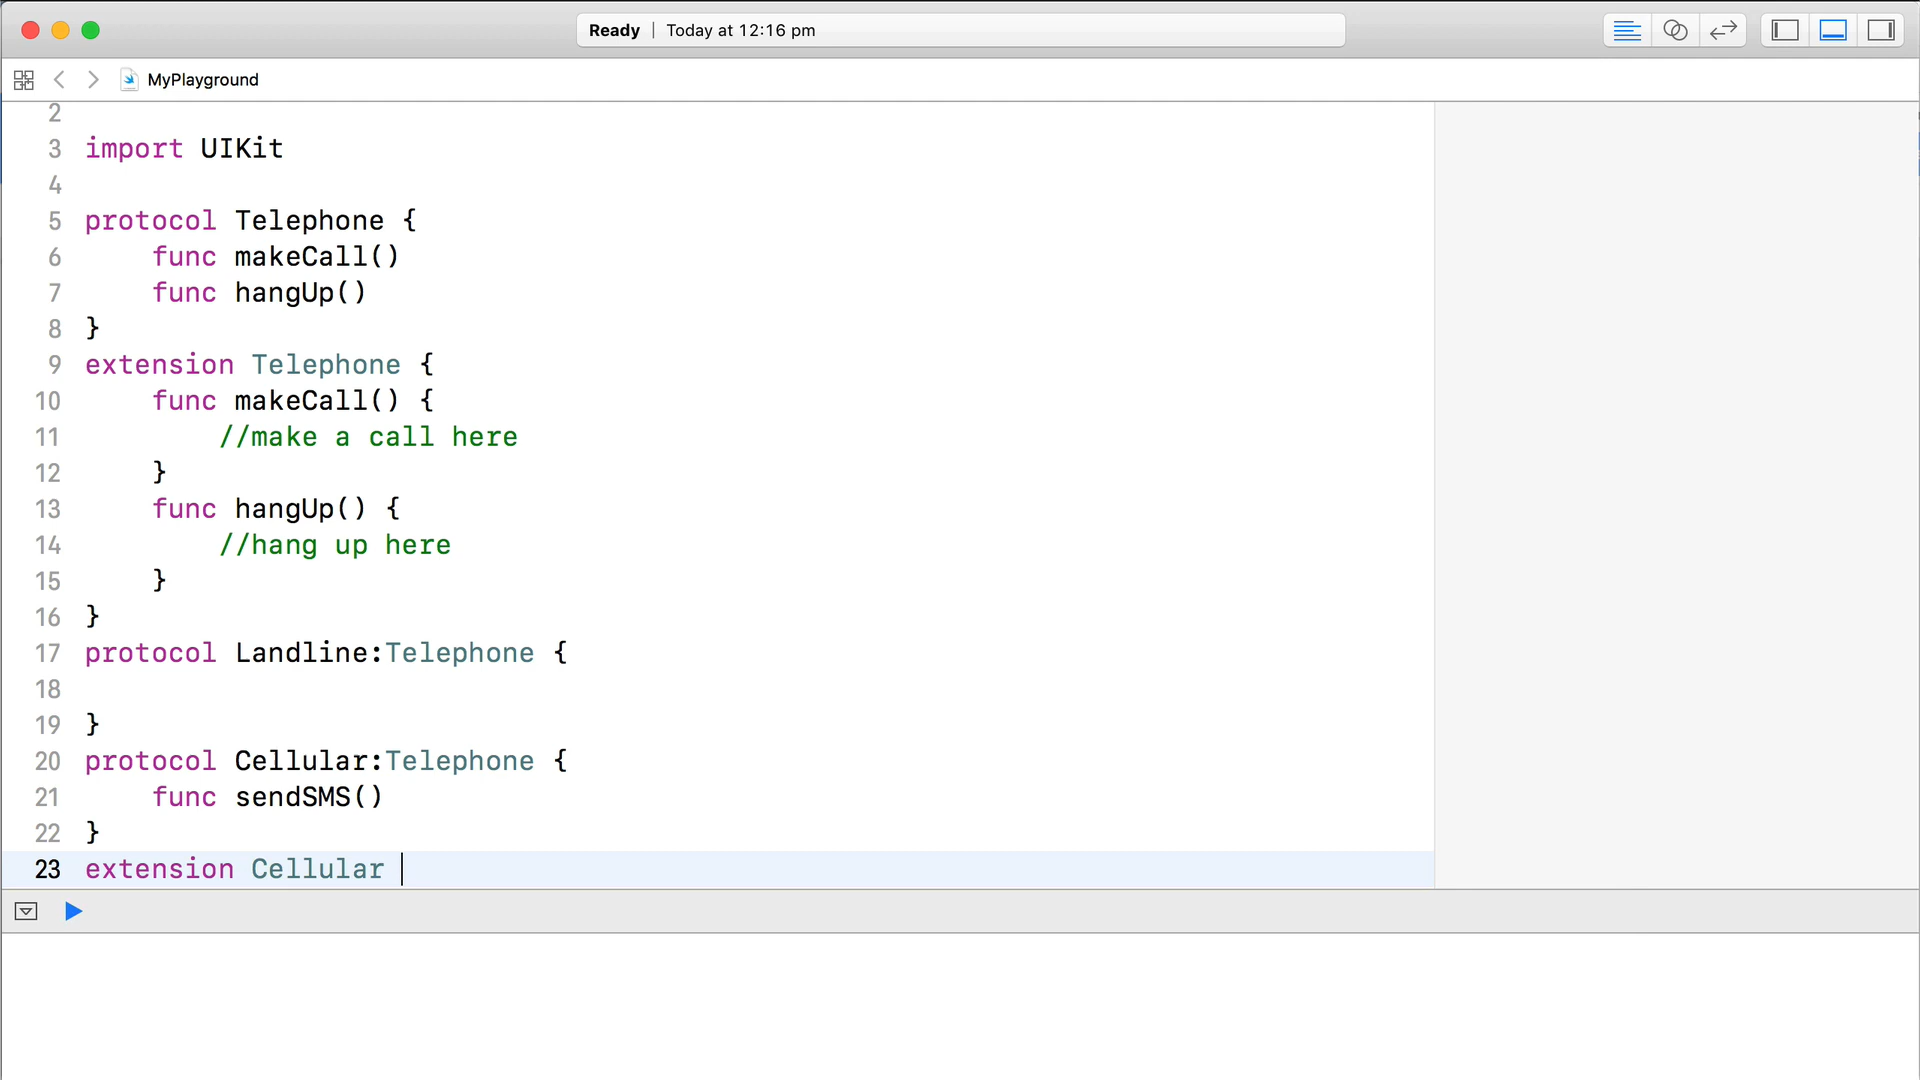 Ready | Today at 12:16 pm
MyPlayground
2
3 import UIKit
4
5 protocol Telephone {
6     func makeCall()
7     func hangUp()
8 }
9 extension Telephone {
10     func makeCall() {
11         //make a call here
12     }
13     func hangUp() {
14         //hang up here
15     }
16 }
17 protocol Landline:Telephone {
18
19 }
20 protocol Cellular:Telephone {
21     func sendSMS()
22 }
23 extension Cellular